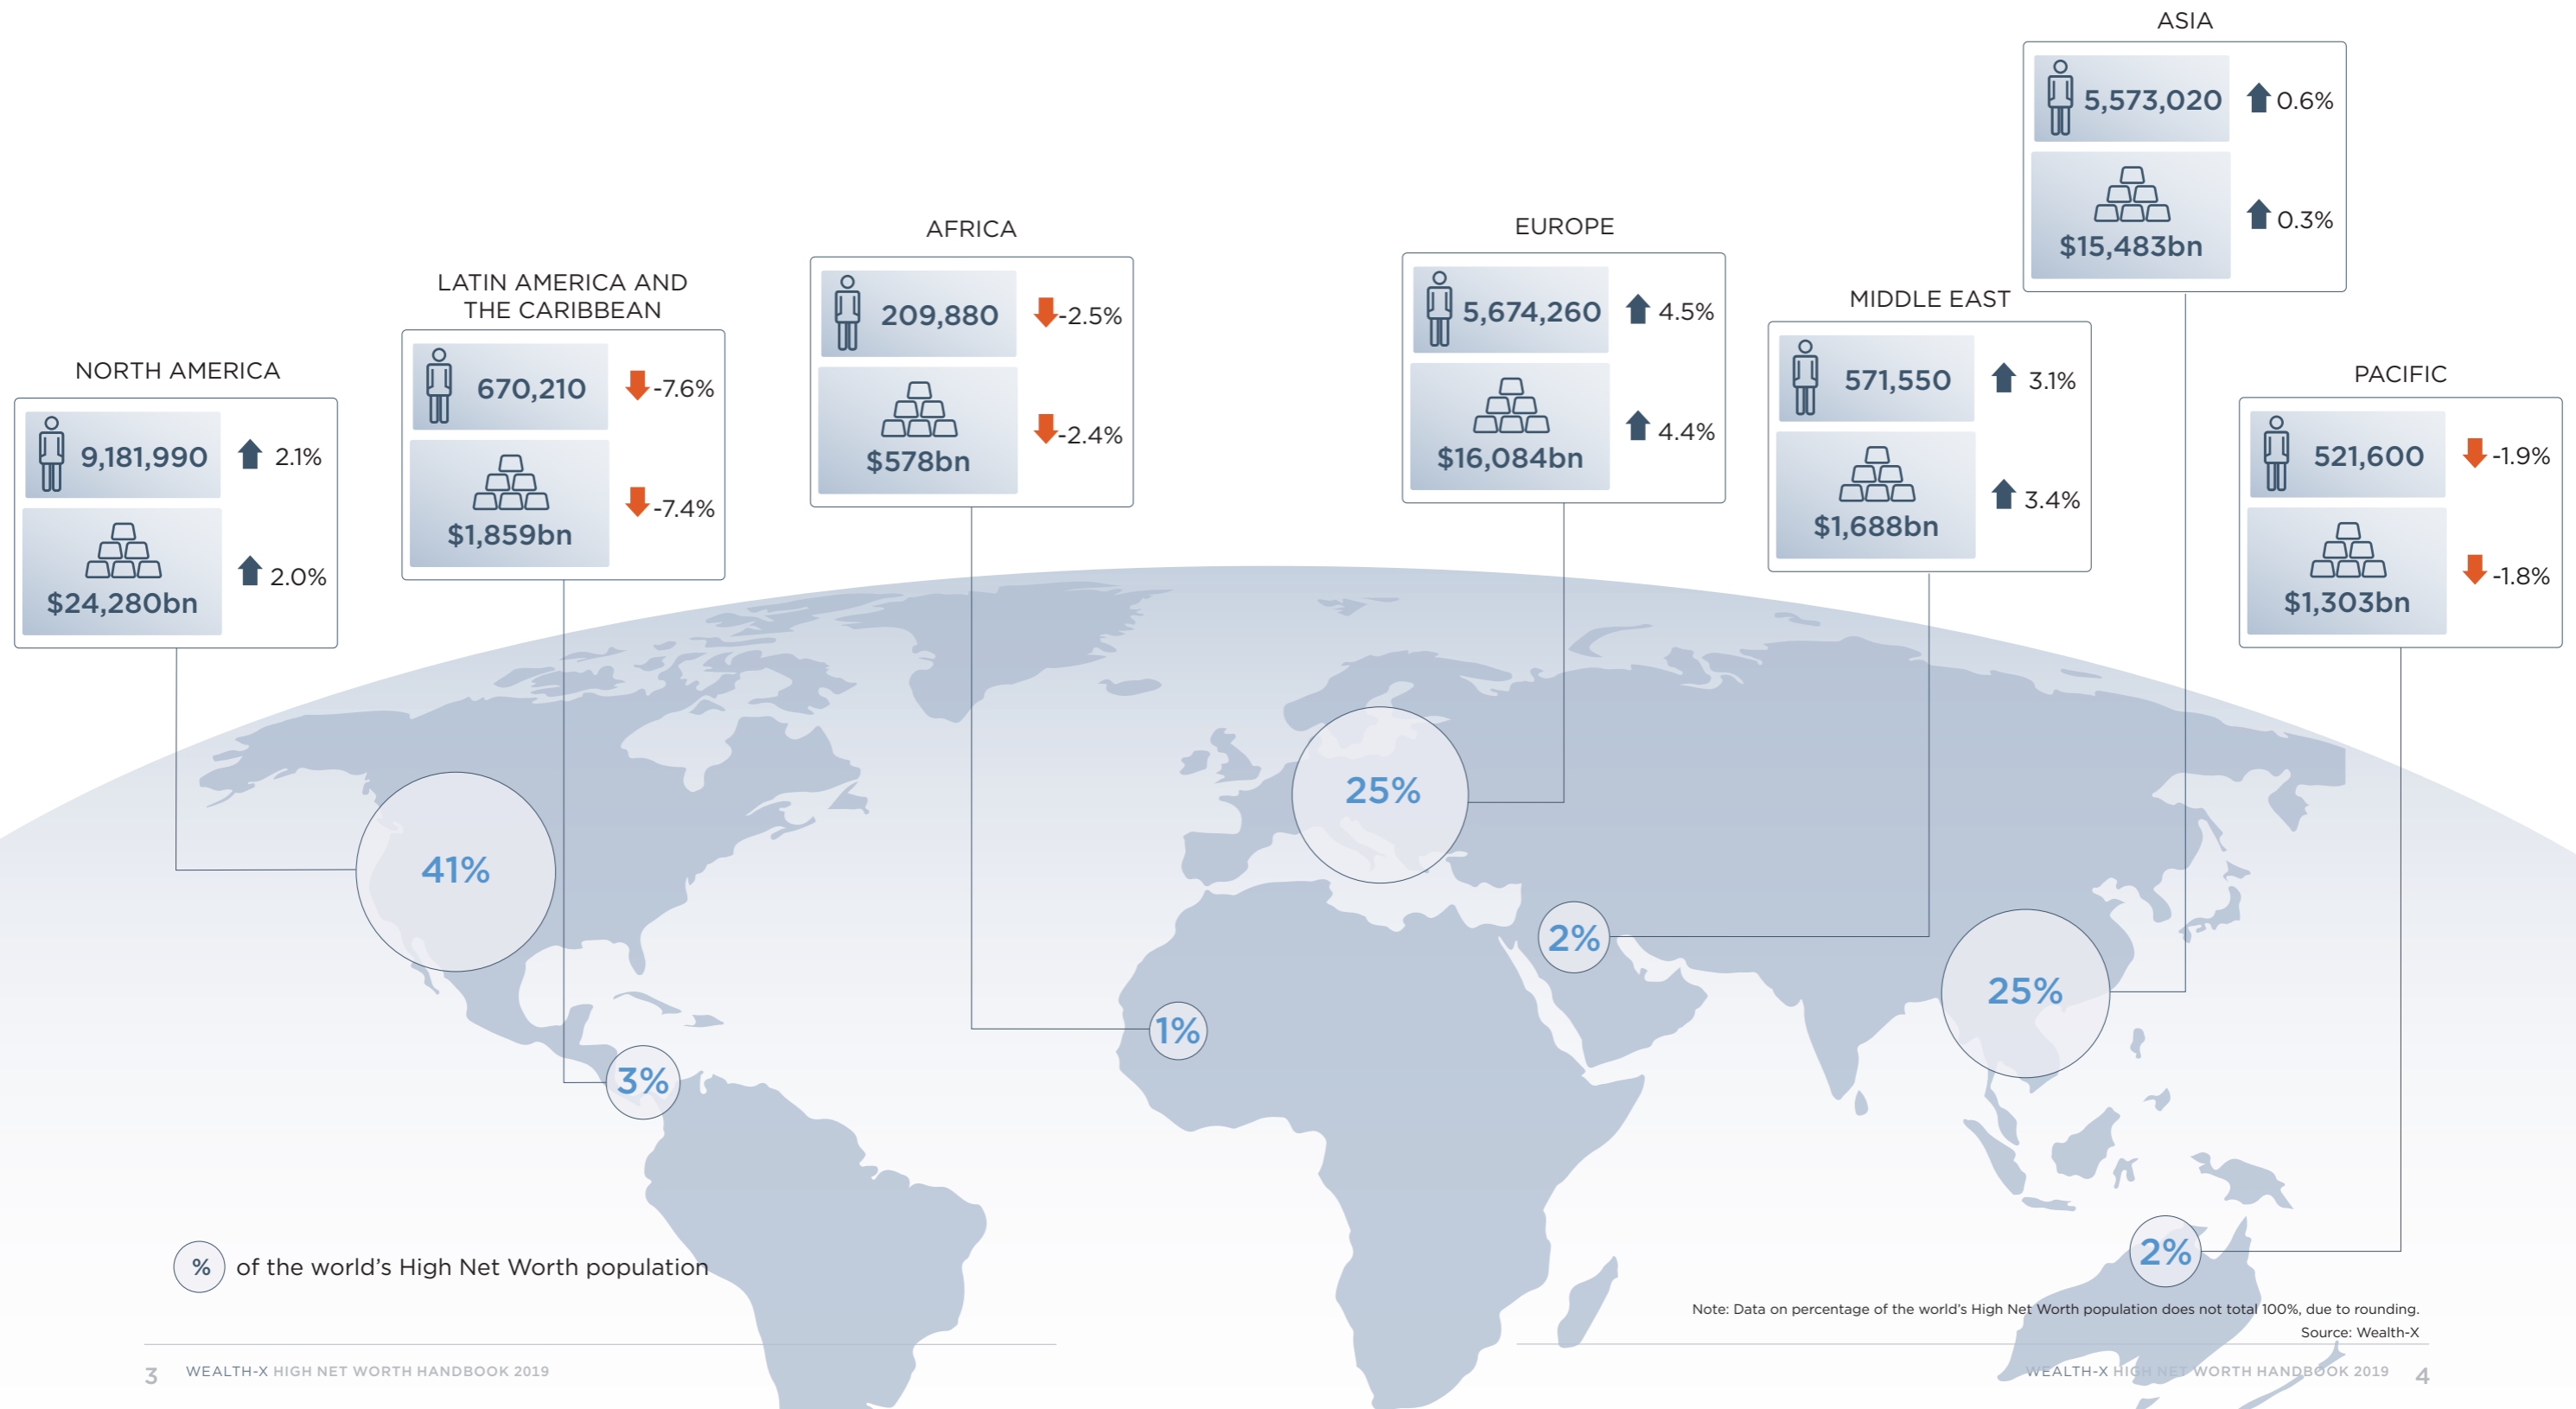 NORTH AMERICA
9,181,990
2.1%
$24,280bn
2.0%
LATIN AMERICA AND
THE CARIBBEAN
670,210
-7.6%
$1,859bn
-7.4%
AFRICA
209,880
-2.5%
$578bn
-2.4%
EUROPE
5,674,260
4.5%
$16,084bn
4.4%
MIDDLE EAST
571,550
3.1%
$1,688bn
3.4%
ASIA
5,573,020
0.6%
$15,483bn
0.3%
PACIFIC
521,600
-1.9%
$1,303bn
-1.8%
41%
3%
1%
25%
2%
25%
2%
% of the world's High Net Worth population
Note: Data on percentage of the world's High Net Worth population does not total 100%, due to rounding.
Source: Wealth-X
3 WEALTH-X HIGH NET WORTH HANDBOOK 2019
WEALTH-X HIGH NET WORTH HANDBOOK 2019 4